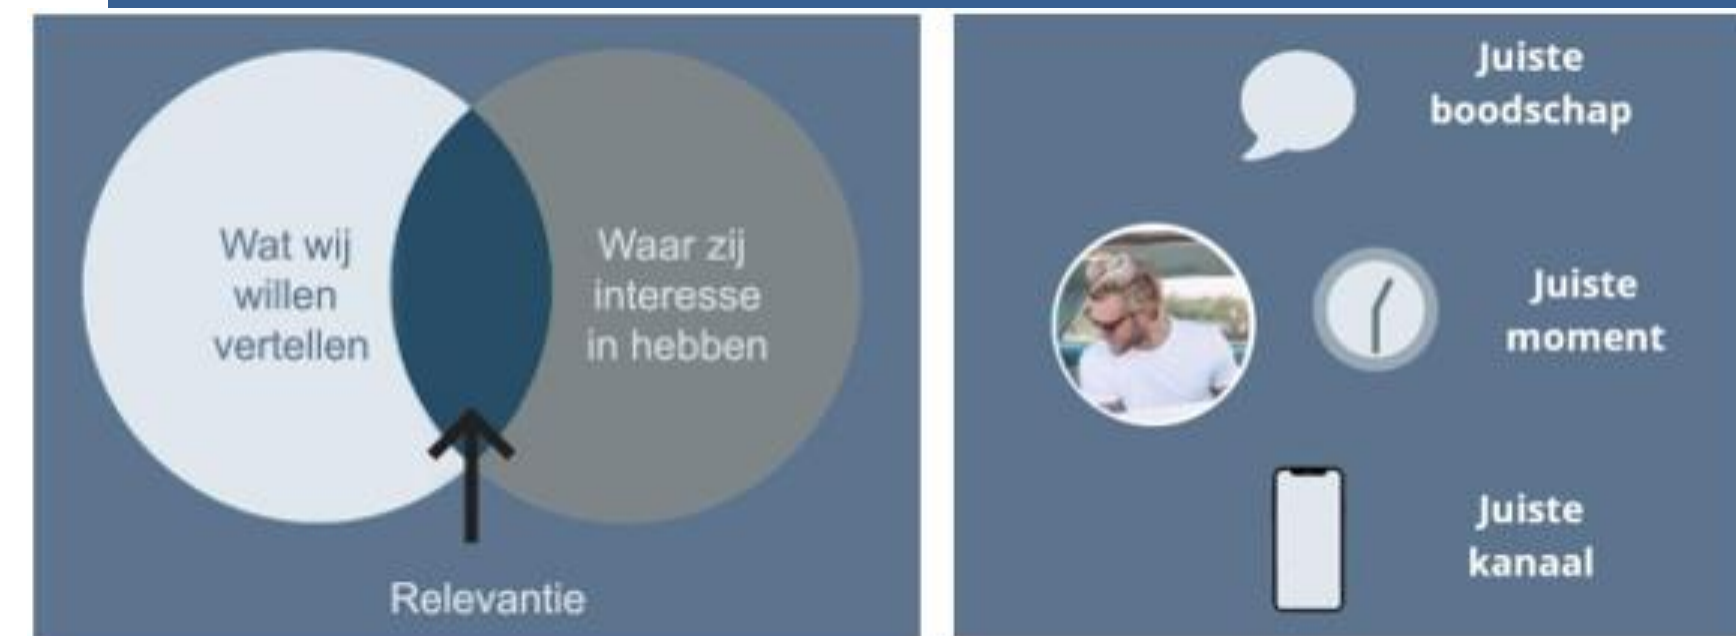 Wat wij
willen
vertellen
Waar zij
interesse
in hebben
Relevantie
Juiste
boodschap
Juiste
moment
Juiste
kanaal